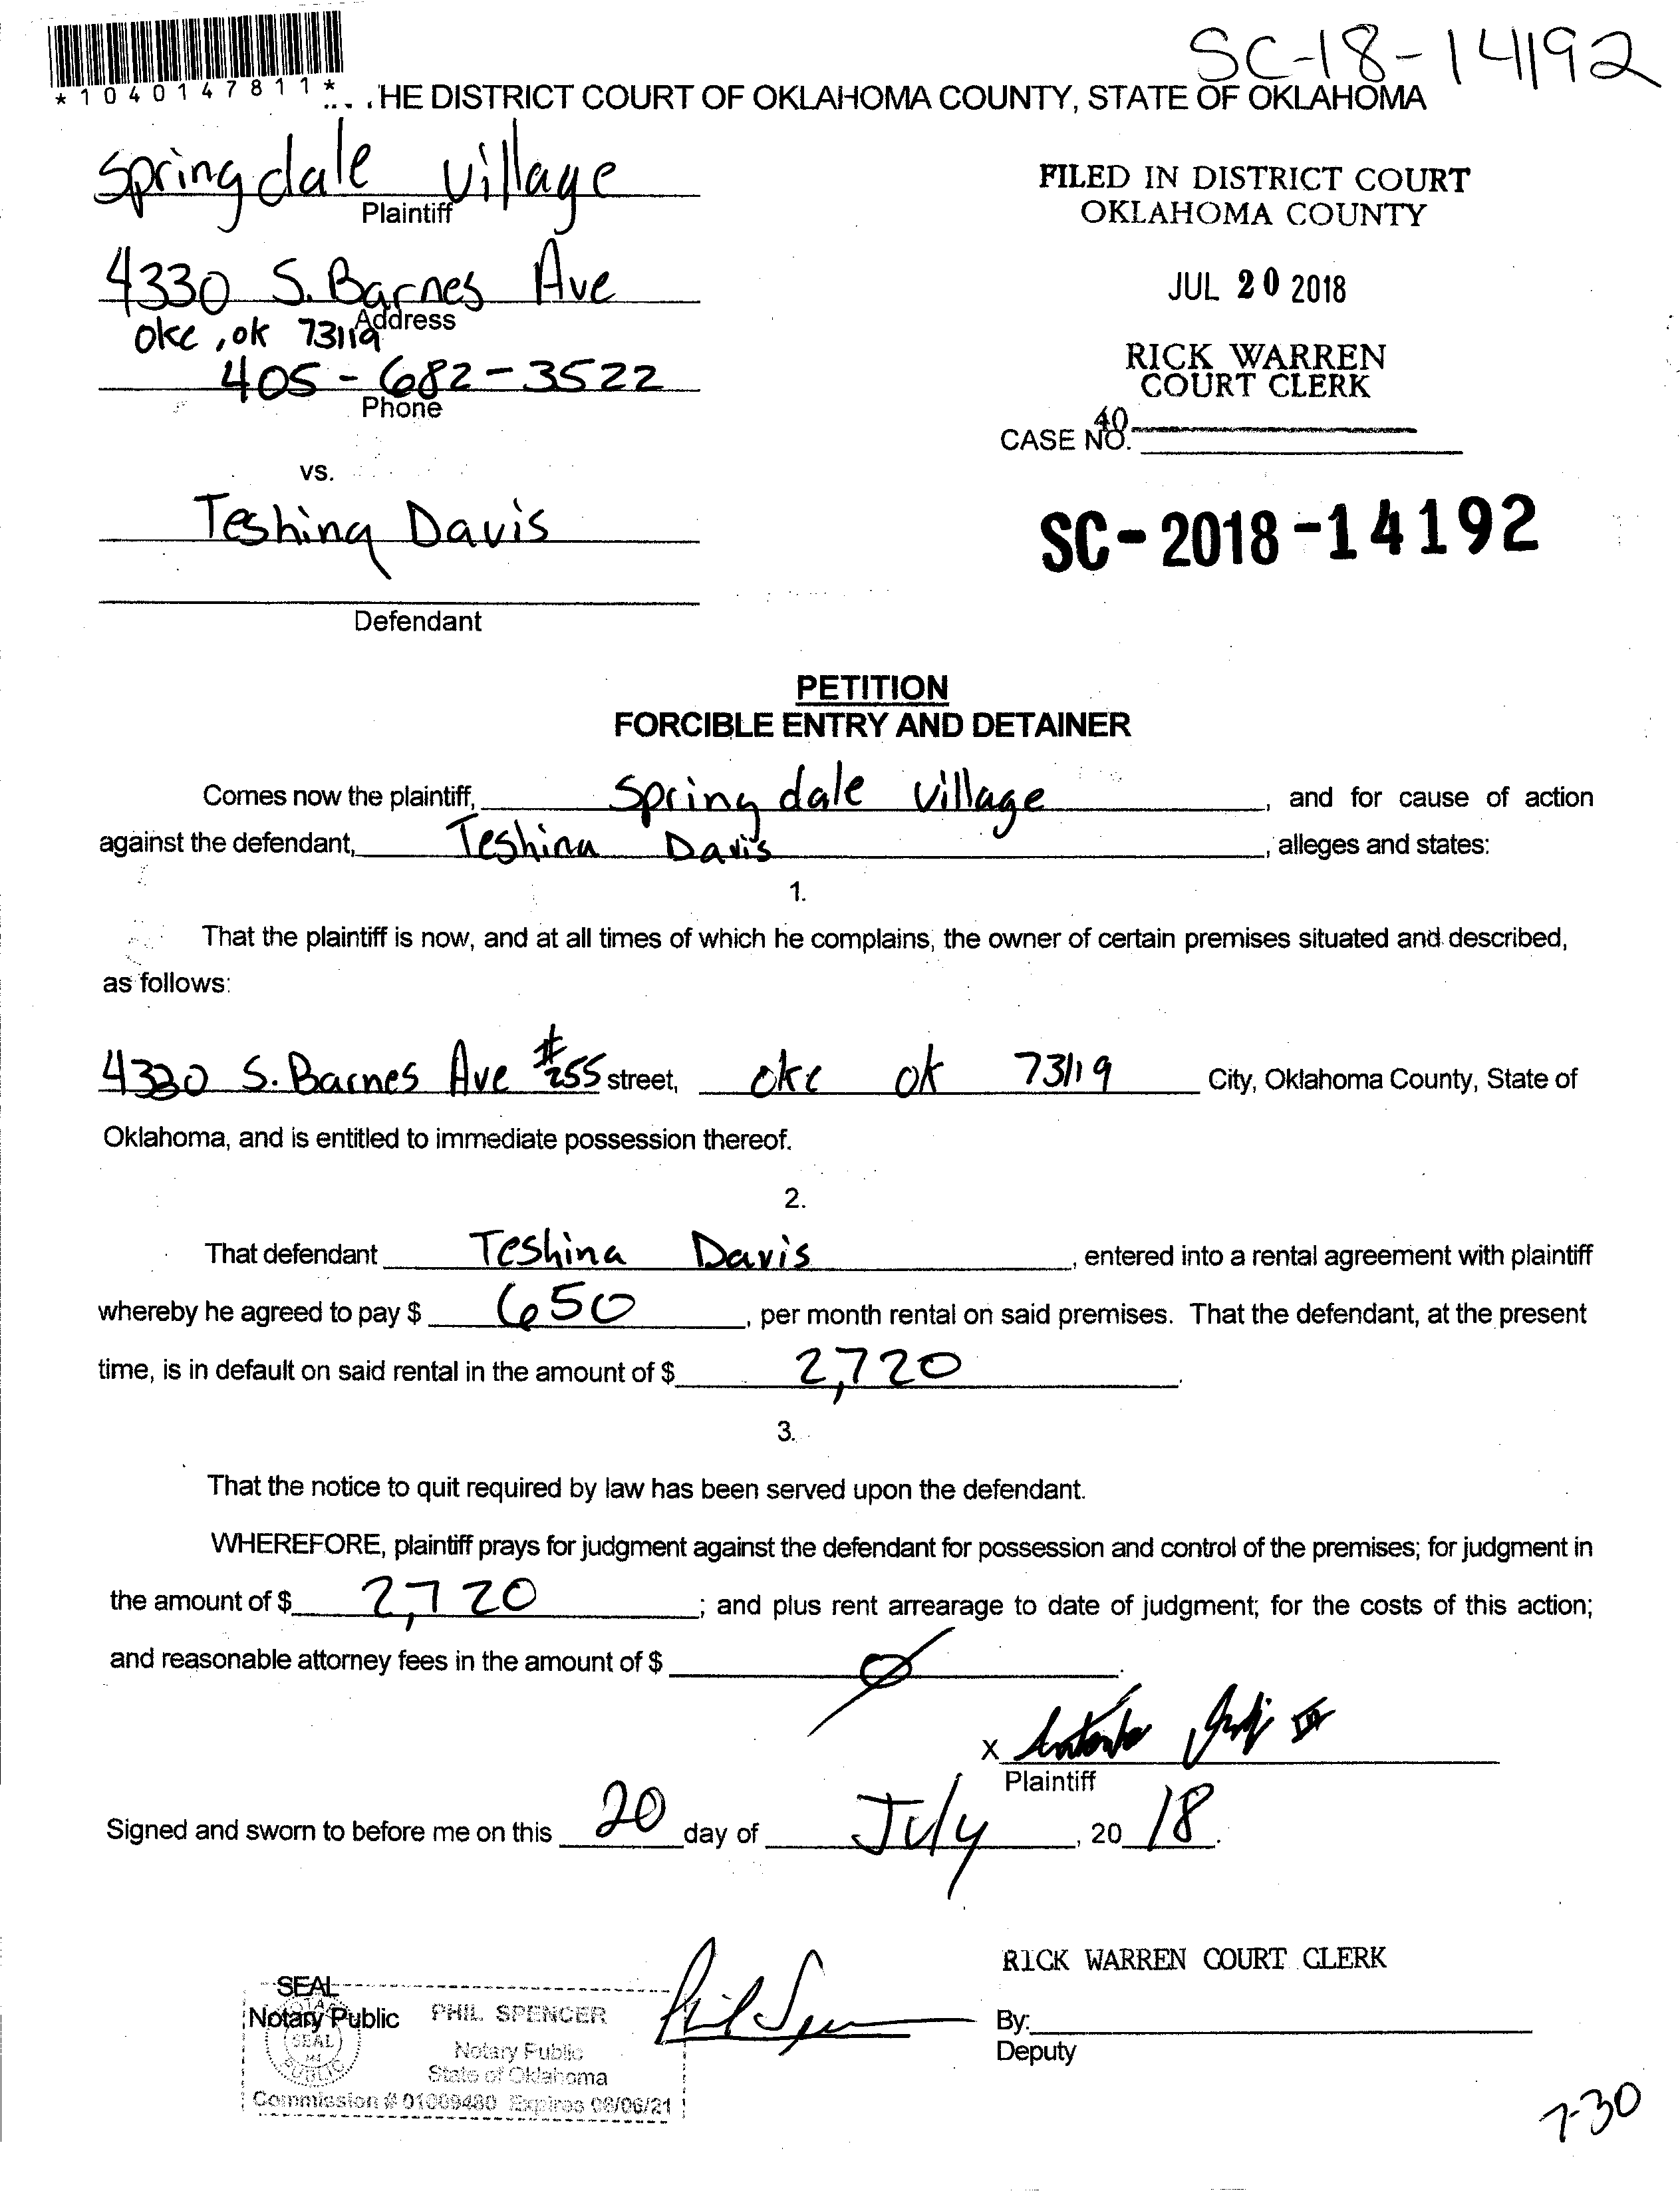 SC-18-14192
*1040147811*
HE DISTRICT COURT OF OKLAHOMA COUNTY, STATE OF OKLAHOMA
Springdale Village
Plaintiff
4330 S. Barnes Ave
Address
okc, ok 73119
405-682-3522
Phone
vs.
Teshina Davis
Defendant
FILED IN DISTRICT COURT
OKLAHOMA COUNTY
JUL 20 2018
RICK WARREN
COURT CLERK
40
CASE NO.
SC-2018-14192
PETITION
FORCIBLE ENTRY AND DETAINER
Comes now the plaintiff, Spring dale Village, and for cause of action
against the defendant, Teshina Davis, alleges and states:
1.
That the plaintiff is now, and at all times of which he complains, the owner of certain premises situated and described,
as follows:
4330 S. Barnes Ave #255 street, okc ok 73119 City, Oklahoma County, State of
Oklahoma, and is entitled to immediate possession thereof.
2.
That defendant Teshina Davis, entered into a rental agreement with plaintiff
whereby he agreed to pay $ 650, per month rental on said premises. That the defendant, at the present
time, is in default on said rental in the amount of $ 2,720.
3.
That the notice to quit required by law has been served upon the defendant.
WHEREFORE, plaintiff prays for judgment against the defendant for possession and control of the premises; for judgment in
the amount of $ 2,720; and plus rent arrearage to date of judgment; for the costs of this action;
and reasonable attorney fees in the amount of $ 0.
X
Plaintiff
Signed and sworn to before me on this 20 day of July, 2018.
SEAL
Notary Public
PHIL SPENCER
Notary Public
State of Oklahoma
Commission # 01009480 Expires 06/06/21
Phil Spencer
RICK WARREN COURT CLERK
By:
Deputy
7-30